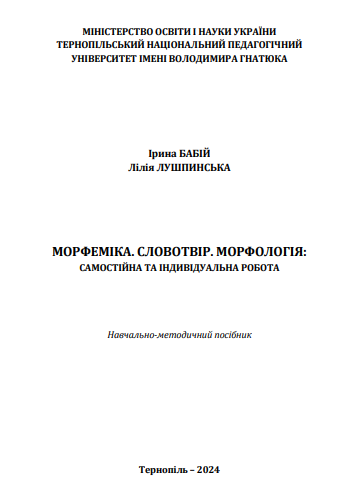 МІНІСТЕРСТВО ОСВІТИ І НАУКИ УКРАЇНИ
ТЕРНОПІЛЬСЬКИЙ НАЦІОНАЛЬНИЙ ПЕДАГОГІЧНИЙ
УНІВЕРСИТЕТ ІМЕНІ ВОЛОДИМИРА ГНАТЮКА
Ірина БАБІЙ
Лілія ЛУШПИНСЬКА
МОРФЕМІКА. СЛОВОТВІР. МОРФОЛОГІЯ:
САМОСТІЙНА ТА ІНДИВІДУАЛЬНА РОБОТА
Навчально-методичний посібник
Тернопіль – 2024